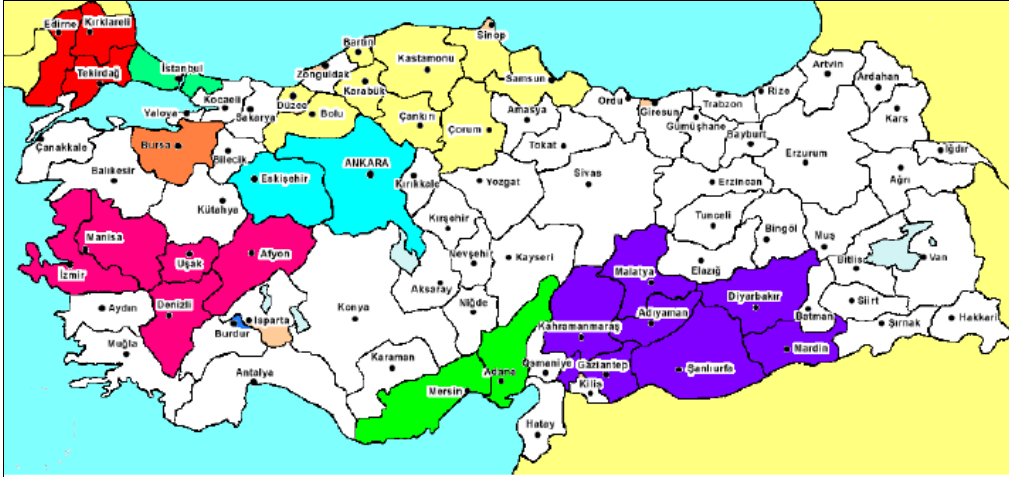 Edirne
Kırklareli
Tekirdağ
İstanbul
Kocaeli
Yalova
Sakarya
Düzce
Bolu
Zonguldak
Bartın
Karabük
Kastamonu
Sinop
Samsun
Çankırı
Çorum
Amasya
Tokat
Ordu
Giresun
Gümüşhane
Trabzon
Bayburt
Rize
Artvin
Ardahan
Kars
Iğdır
Ağrı
Erzurum
Erzincan
Çanakkale
Balıkesir
Bursa
Bilecik
Eskişehir
ANKARA
Kırıkkale
Yozgat
Sivas
Kütahya
Kırşehir
Nevşehir
Kayseri
Tunceli
Bingöl
Muş
Bitlis
Van
Elazığ
Malatya
Manisa
İzmir
Uşak
Afyon
Denizli
Aydın
Muğla
Burdur
Isparta
Antalya
Konya
Aksaray
Niğde
Karaman
Mersin
Adana
Osmaniye
Hatay
Kahramanmaraş
Adıyaman
Gaziantep
Kilis
Şanlıurfa
Diyarbakır
Batman
Mardin
Siirt
Şırnak
Hakkari